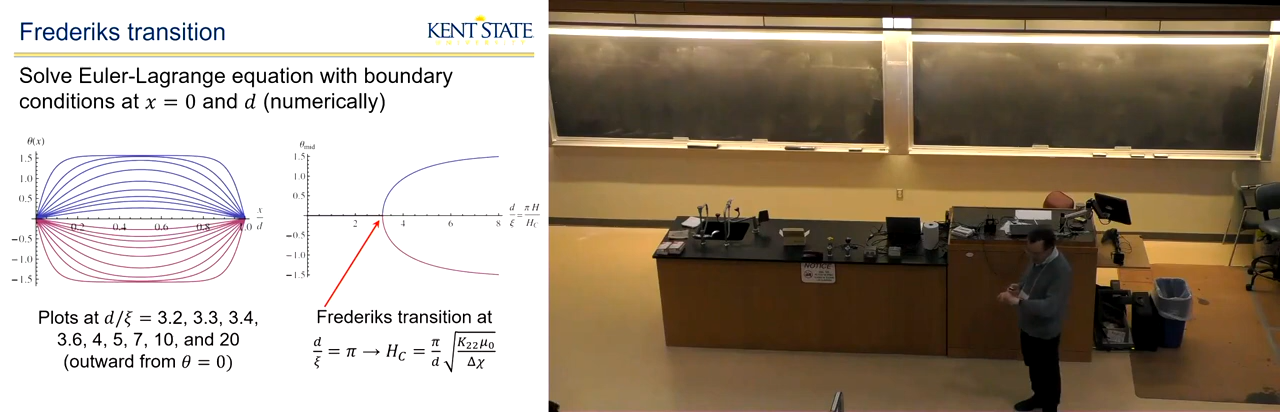 Frederiks transition
KENT STATE
UNIVERSITY
Solve Euler-Lagrange equation with boundary
conditions at x = 0 and d (numerically)
θ(x)
1.5
1.0
0.5
0.2 0.4 0.6 0.8 1.0
x/d
−0.5
−1.0
−1.5
θmid
1.5
1.0
0.5
2 4 6 8
d/ξ = πH/H_C
−0.5
−1.0
−1.5
Plots at d/ξ = 3.2, 3.3, 3.4,
3.6, 4, 5, 7, 10, and 20
(outward from θ = 0)
Frederiks transition at
d/ξ = π → H_C = π/d √(K₂₂μ₀/Δχ)
NOTICE